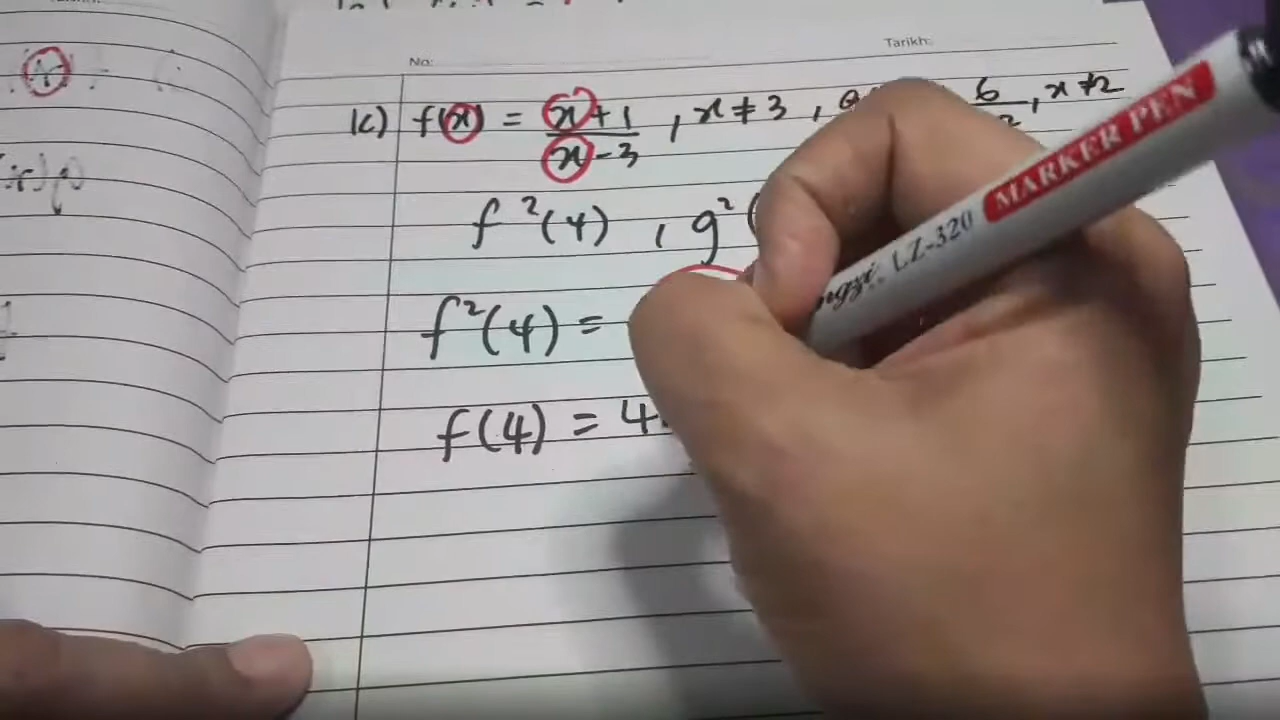 No:
Tarikh:
k) f(x) = x+1 / x-3 , x ≠ 3 , 6 , x ≠ 2
f²(4) , g² (
f²(4) =
f(4) = 4
MARKER PEN
LZ-320